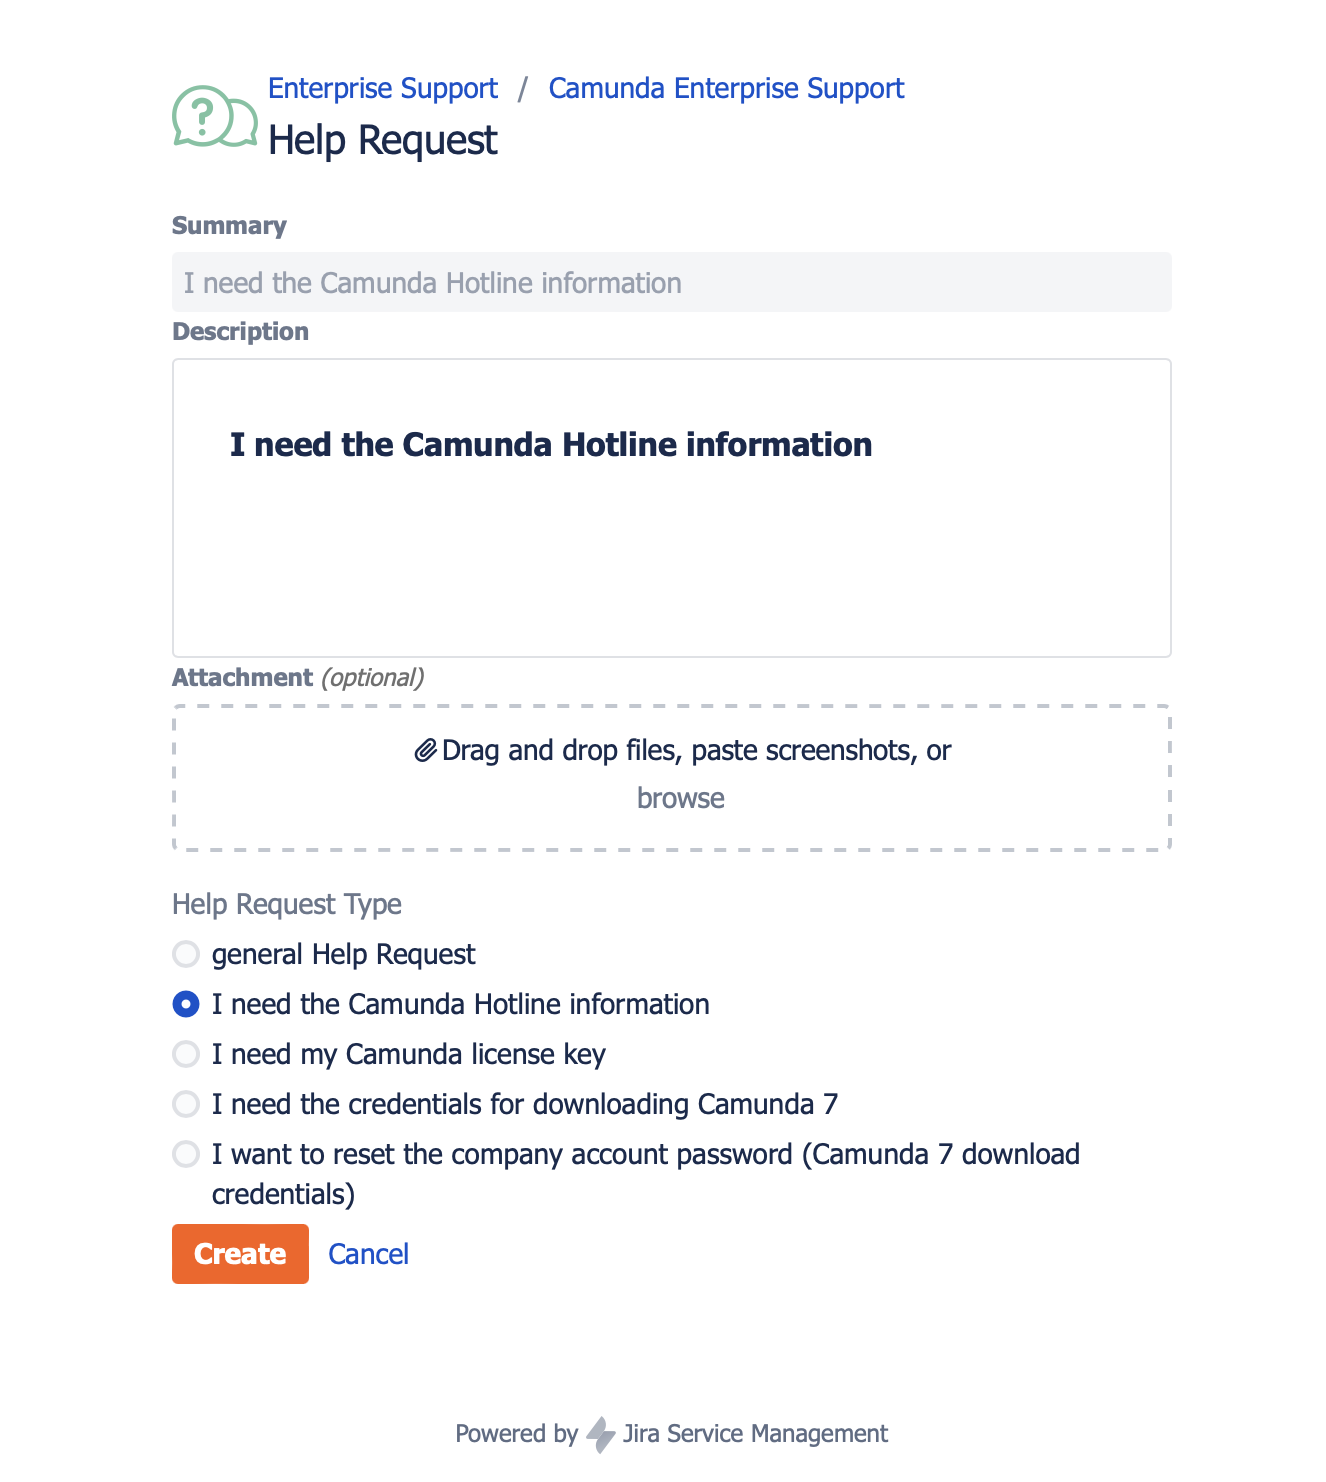 Enterprise Support / Camunda Enterprise Support
Help Request
Summary
I need the Camunda Hotline information
Description
I need the Camunda Hotline information
Attachment (optional)
Drag and drop files, paste screenshots, or
browse
Help Request Type
general Help Request
I need the Camunda Hotline information
I need my Camunda license key
I need the credentials for downloading Camunda 7
I want to reset the company account password (Camunda 7 download
credentials)
Create Cancel
Powered by Jira Service Management